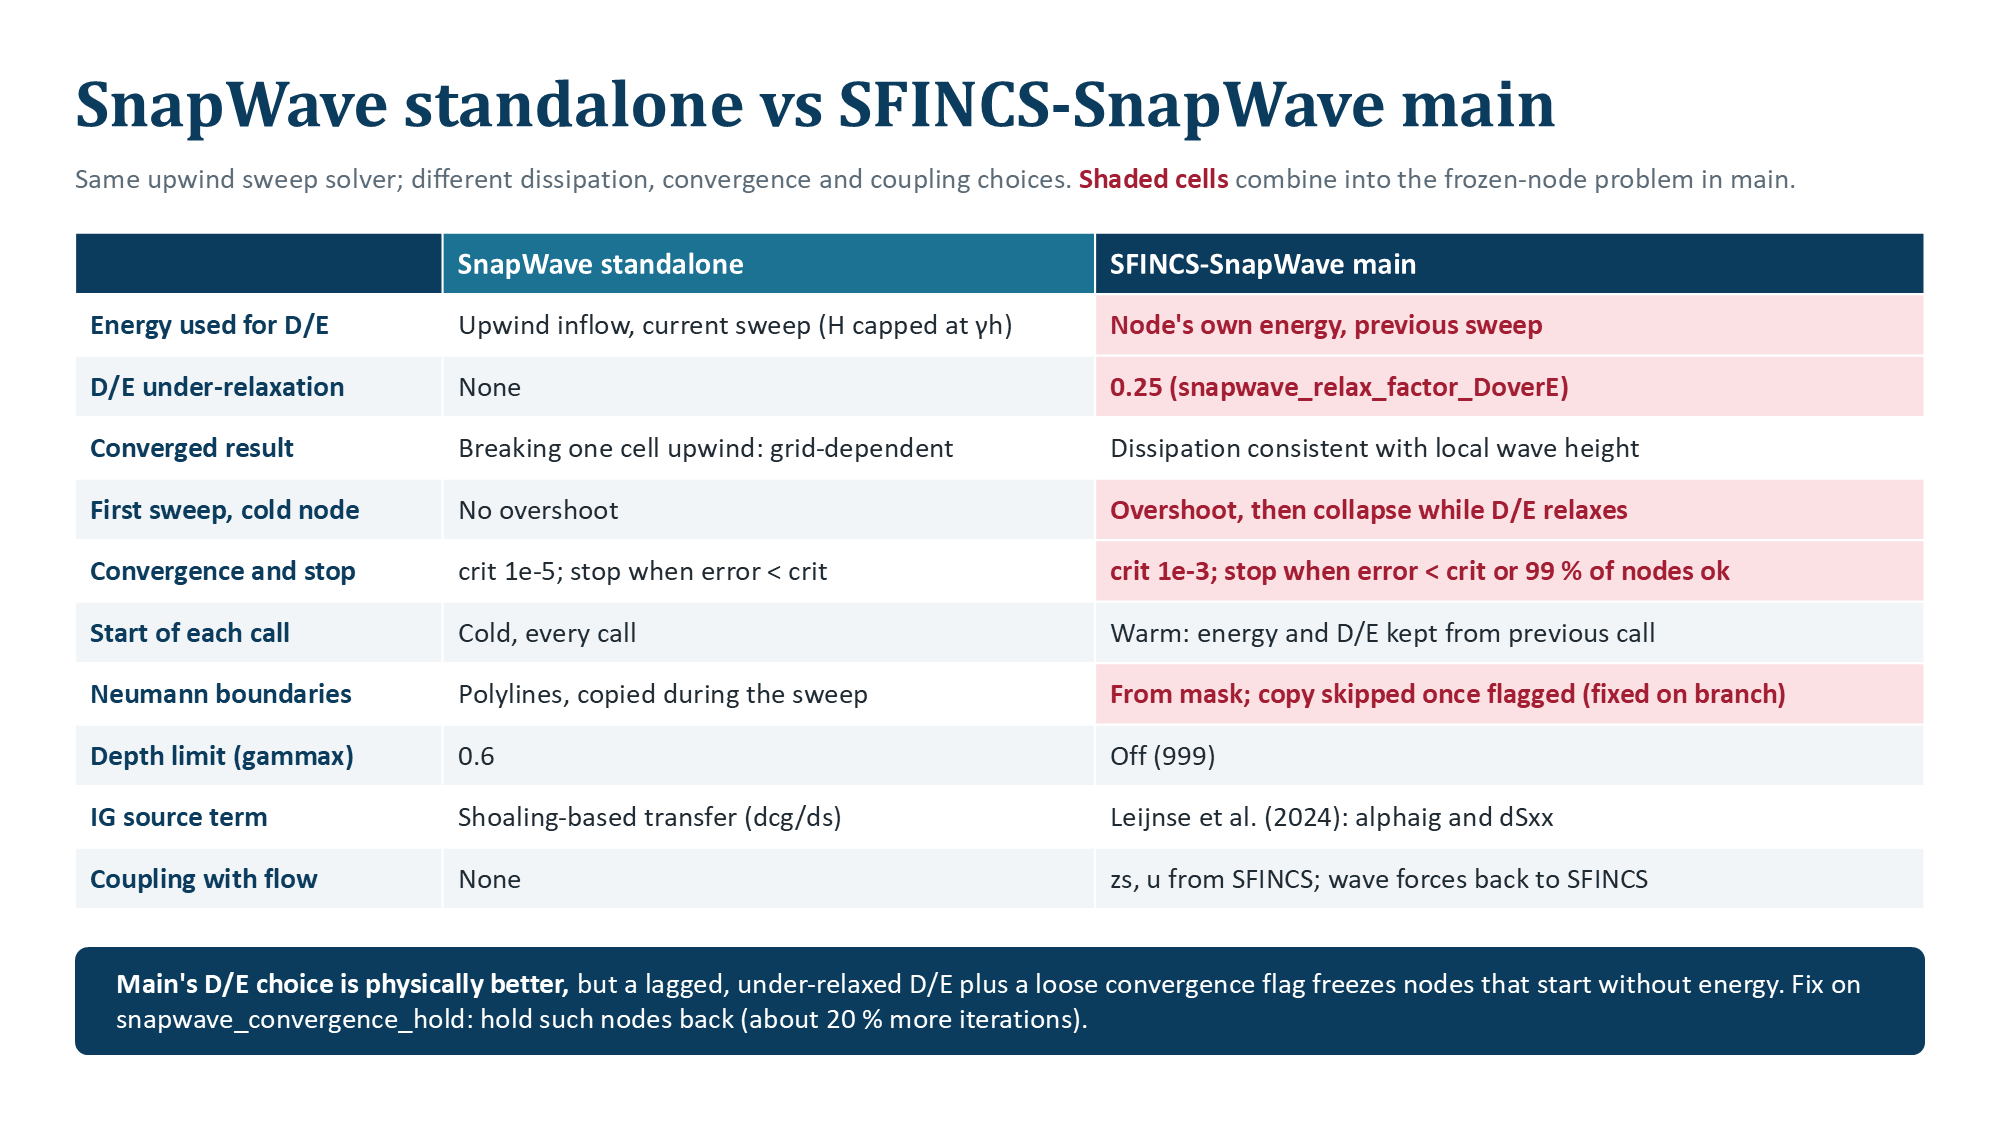 SnapWave standalone vs SFINCS-SnapWave main
Same upwind sweep solver; different dissipation, convergence and coupling choices. Shaded cells combine into the frozen-node problem in main.
SnapWave standalone
SFINCS-SnapWave main
Energy used for D/E
Upwind inflow, current sweep (H capped at γh)
Node's own energy, previous sweep
D/E under-relaxation
None
0.25 (snapwave_relax_factor_DoverE)
Converged result
Breaking one cell upwind: grid-dependent
Dissipation consistent with local wave height
First sweep, cold node
No overshoot
Overshoot, then collapse while D/E relaxes
Convergence and stop
crit 1e-5; stop when error < crit
crit 1e-3; stop when error < crit or 99 % of nodes ok
Start of each call
Cold, every call
Warm: energy and D/E kept from previous call
Neumann boundaries
Polylines, copied during the sweep
From mask; copy skipped once flagged (fixed on branch)
Depth limit (gammax)
0.6
Off (999)
IG source term
Shoaling-based transfer (dcg/ds)
Leijnse et al. (2024): alphaig and dSxx
Coupling with flow
None
zs, u from SFINCS; wave forces back to SFINCS
Main's D/E choice is physically better, but a lagged, under-relaxed D/E plus a loose convergence flag freezes nodes that start without energy. Fix on
snapwave_convergence_hold: hold such nodes back (about 20 % more iterations).